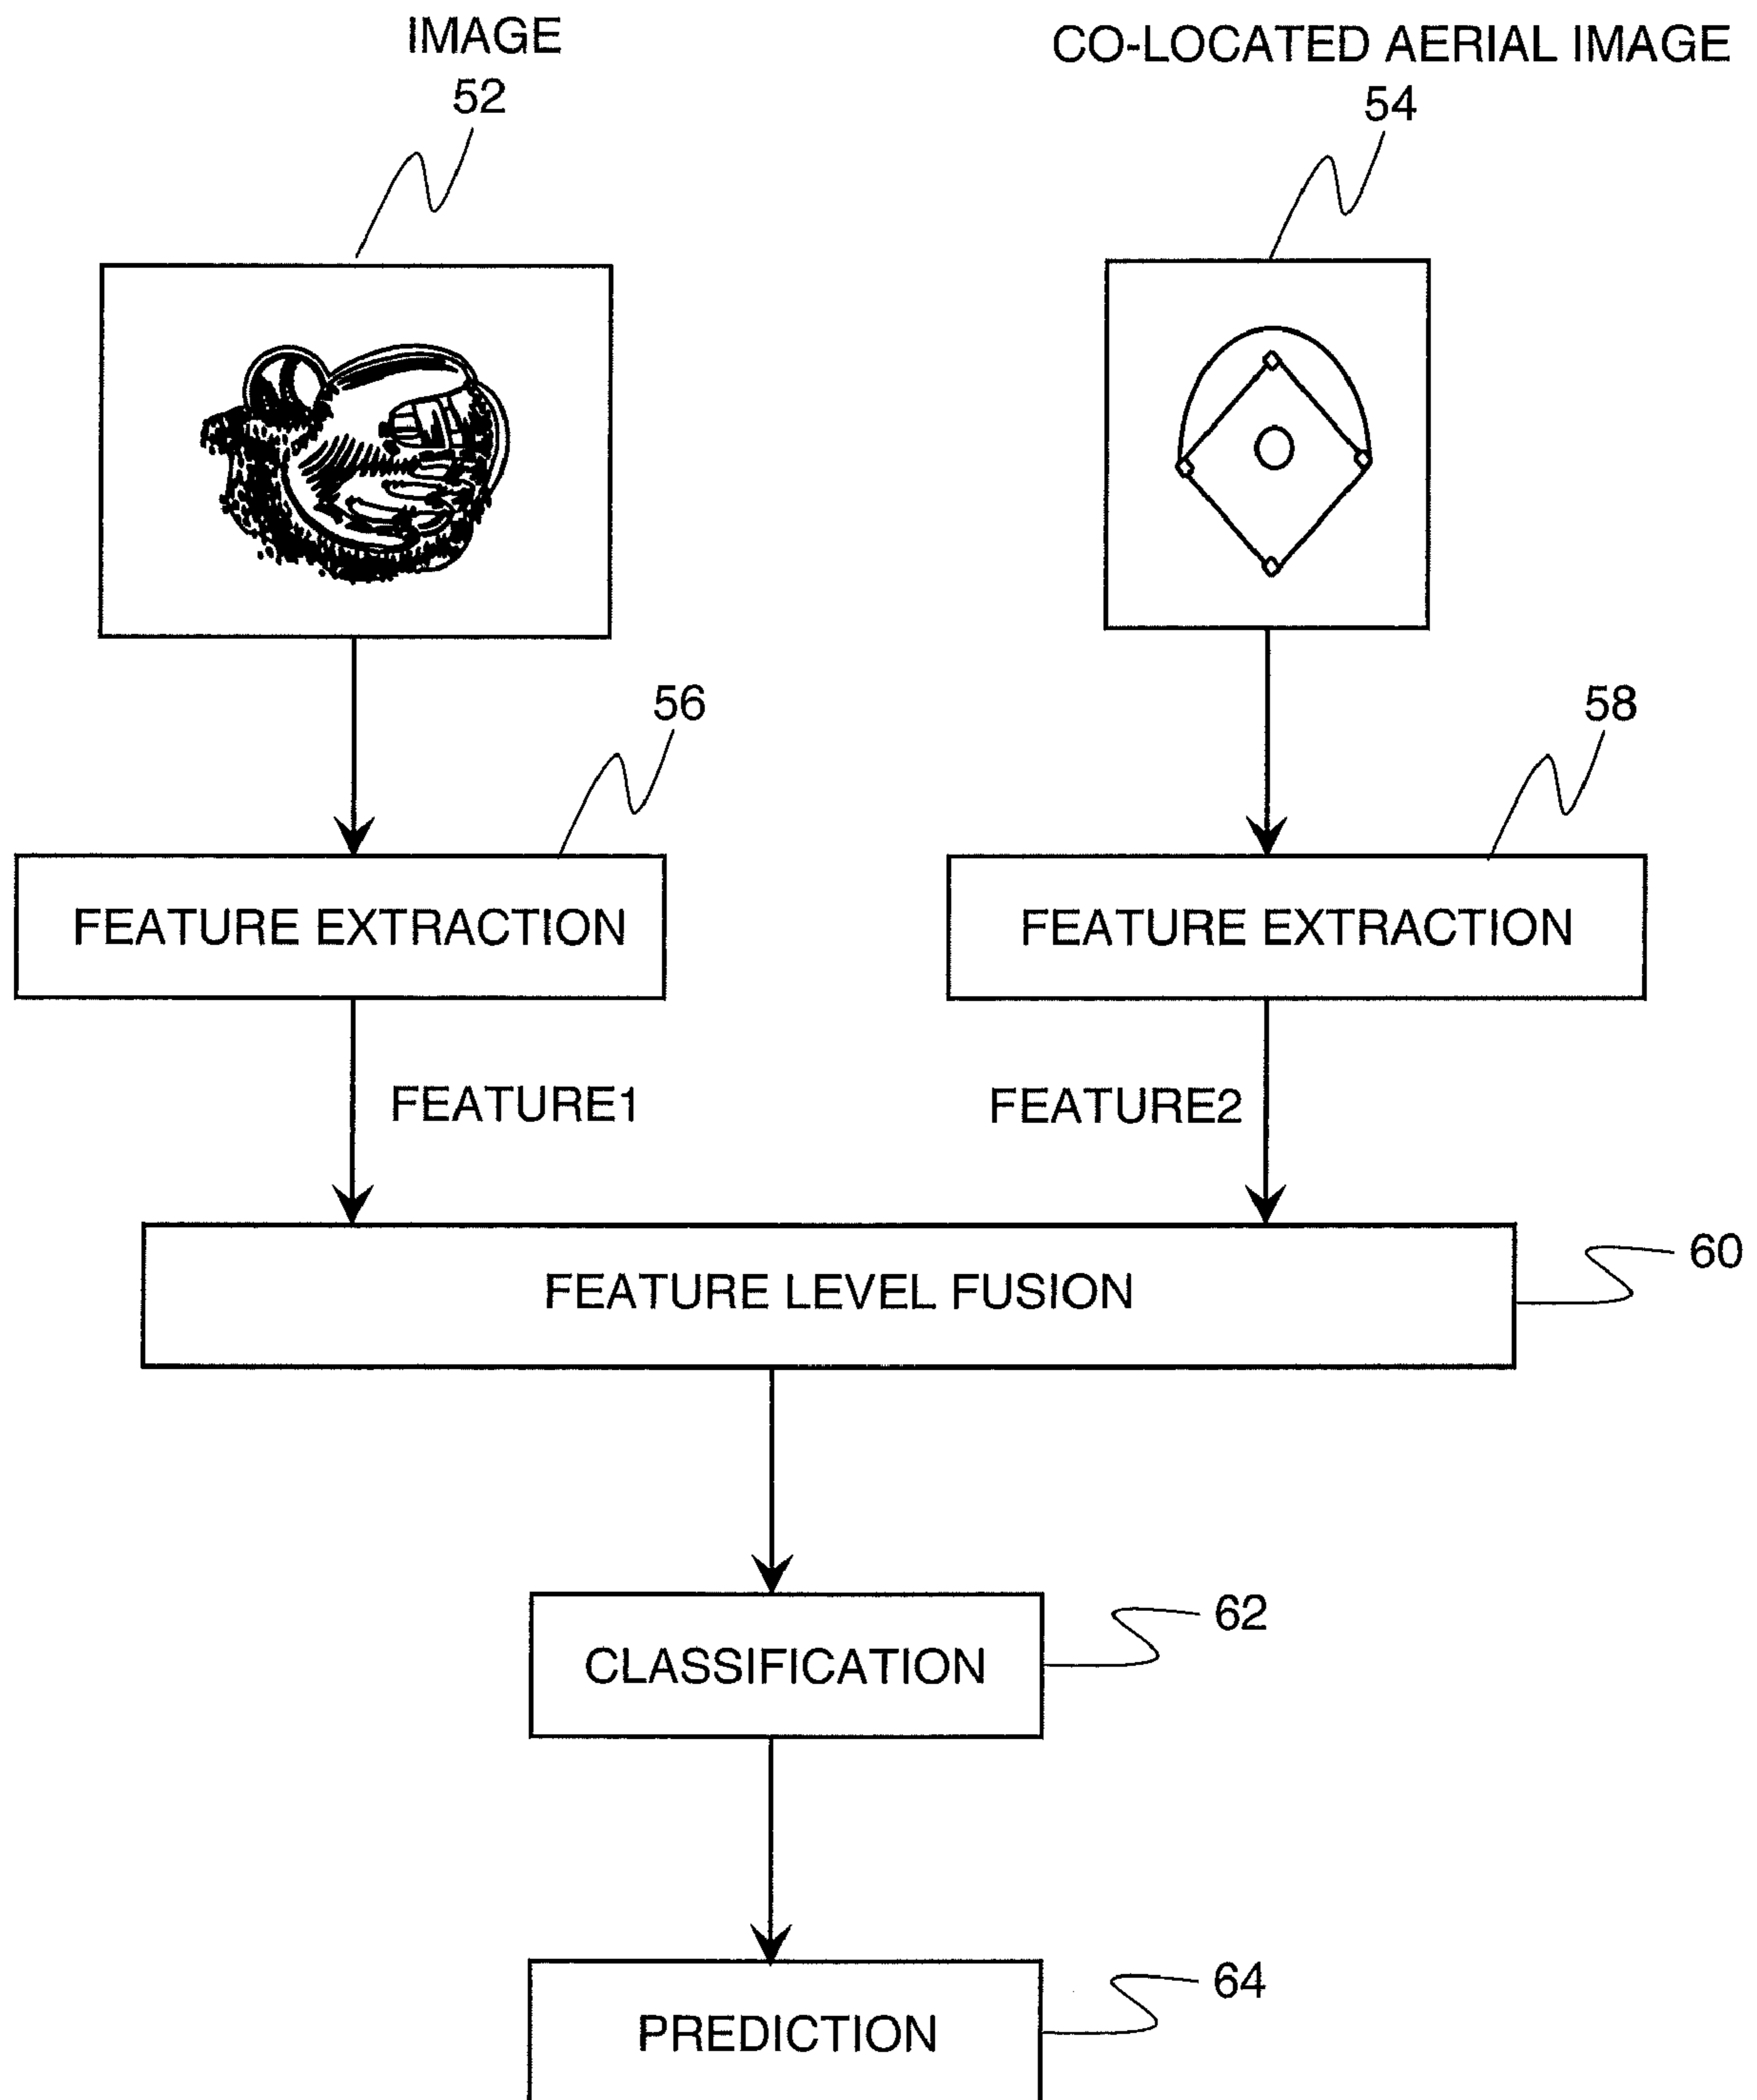 IMAGE
52
CO-LOCATED AERIAL IMAGE
54
56
58
FEATURE EXTRACTION
FEATURE EXTRACTION
FEATURE1
FEATURE2
60
FEATURE LEVEL FUSION
62
CLASSIFICATION
64
PREDICTION